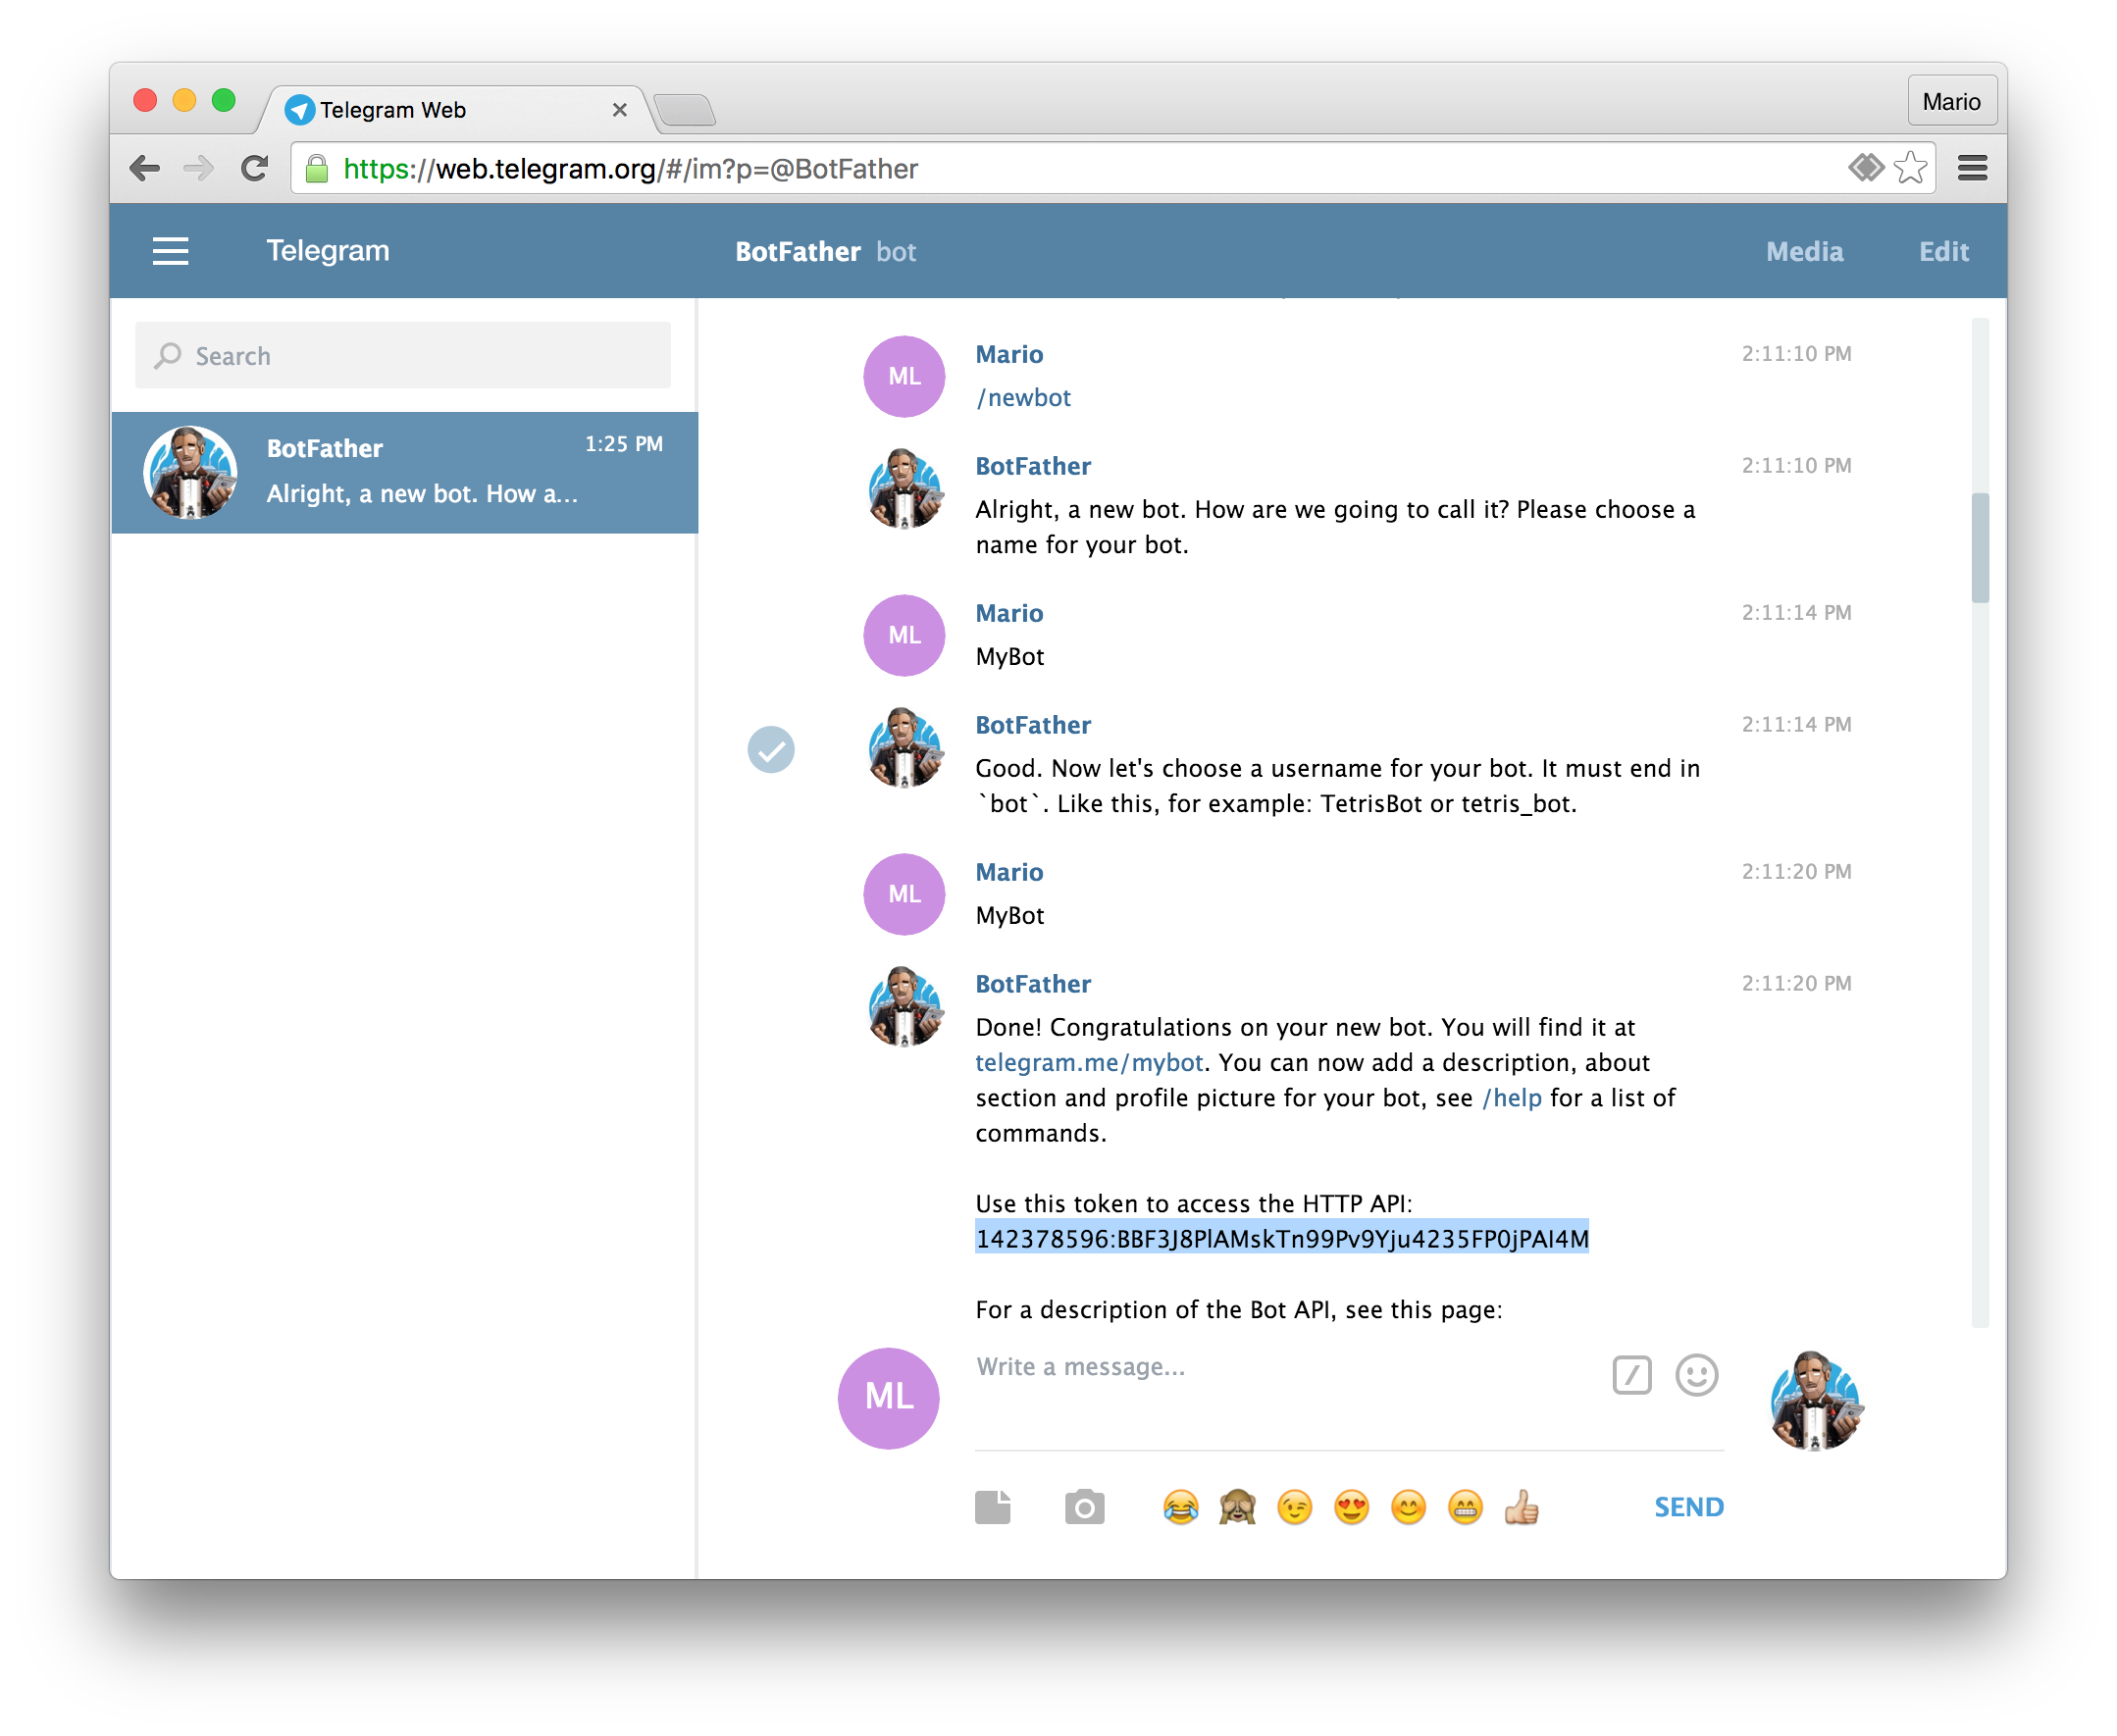 Telegram Web
Mario
https://web.telegram.org/#/im?p=@BotFather
Telegram
BotFather bot
Media
Edit
Search
BotFather
1:25 PM
Alright, a new bot. How a...
ML
Mario
2:11:10 PM
/newbot
BotFather
2:11:10 PM
Alright, a new bot. How are we going to call it? Please choose a
name for your bot.
ML
Mario
2:11:14 PM
MyBot
BotFather
2:11:14 PM
Good. Now let's choose a username for your bot. It must end in
`bot`. Like this, for example: TetrisBot or tetris_bot.
ML
Mario
2:11:20 PM
MyBot
BotFather
2:11:20 PM
Done! Congratulations on your new bot. You will find it at
telegram.me/mybot. You can now add a description, about
section and profile picture for your bot, see /help for a list of
commands.
Use this token to access the HTTP API:
142378596:BBF3J8PlAMskTn99Pv9Yju4235FP0jPAI4M
For a description of the Bot API, see this page:
ML
Write a message...
SEND